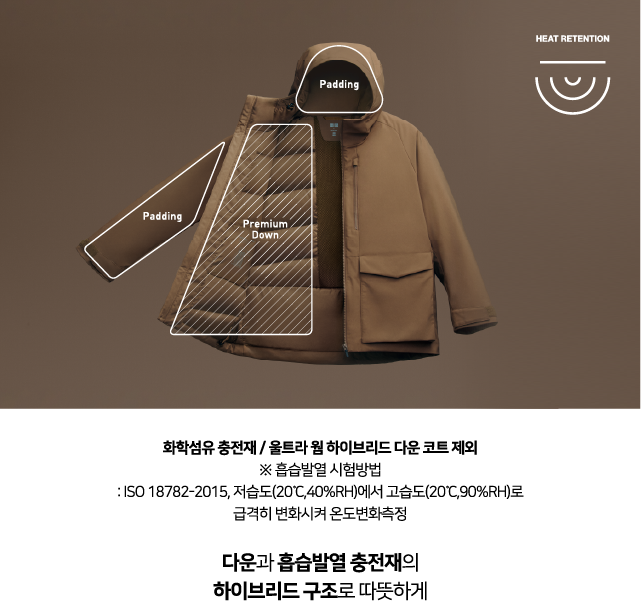 HEAT RETENTION
Padding
Padding
Premium
Down
화학섬유 충전재 / 울트라 웜 하이브리드 다운 코트 제외
※ 흡습발열 시험방법
: ISO 18782-2015, 저습도(20℃,40%RH)에서 고습도(20℃,90%RH)로
급격히 변화시켜 온도변화측정
다운과 흡습발열 충전재의
하이브리드 구조로 따뜻하게